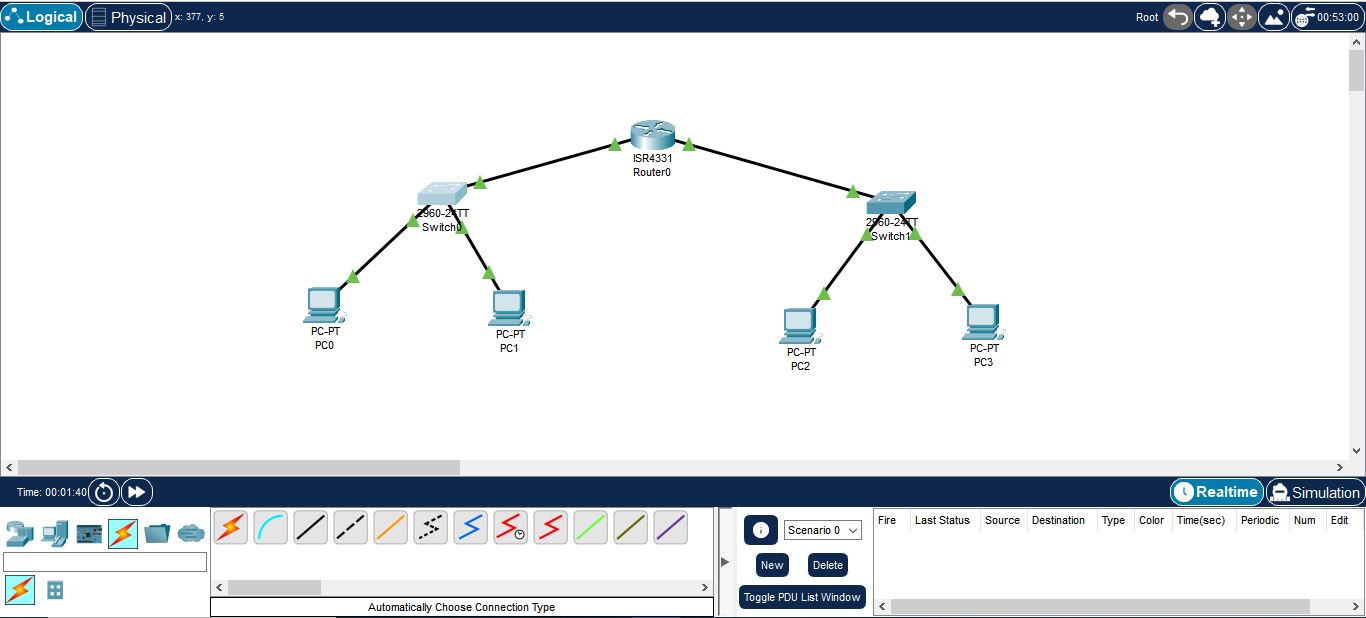 Logical
Physical
x: 377, y: 5
Root
00:53:00
ISR4331
Router0
2960-24TT
Switch0
2960-24TT
Switch1
PC-PT
PC0
PC-PT
PC1
PC-PT
PC2
PC-PT
PC3
Time: 00:01:40
Realtime
Simulation
Scenario 0
New
Delete
Toggle PDU List Window
Fire Last Status Source Destination Type Color Time(sec) Periodic Num Edit
Automatically Choose Connection Type